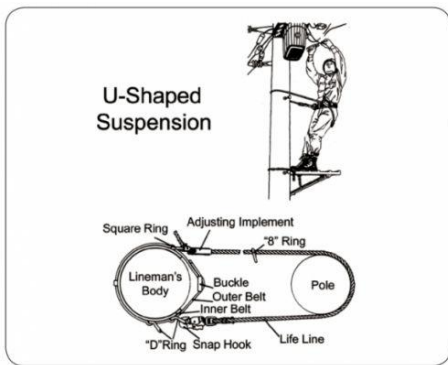 U-Shaped
Suspension
Square Ring
Adjusting Implement
"8" Ring
Lineman's
Body
Buckle
Outer Belt
Inner Belt
Pole
"D"Ring
Snap Hook
Life Line